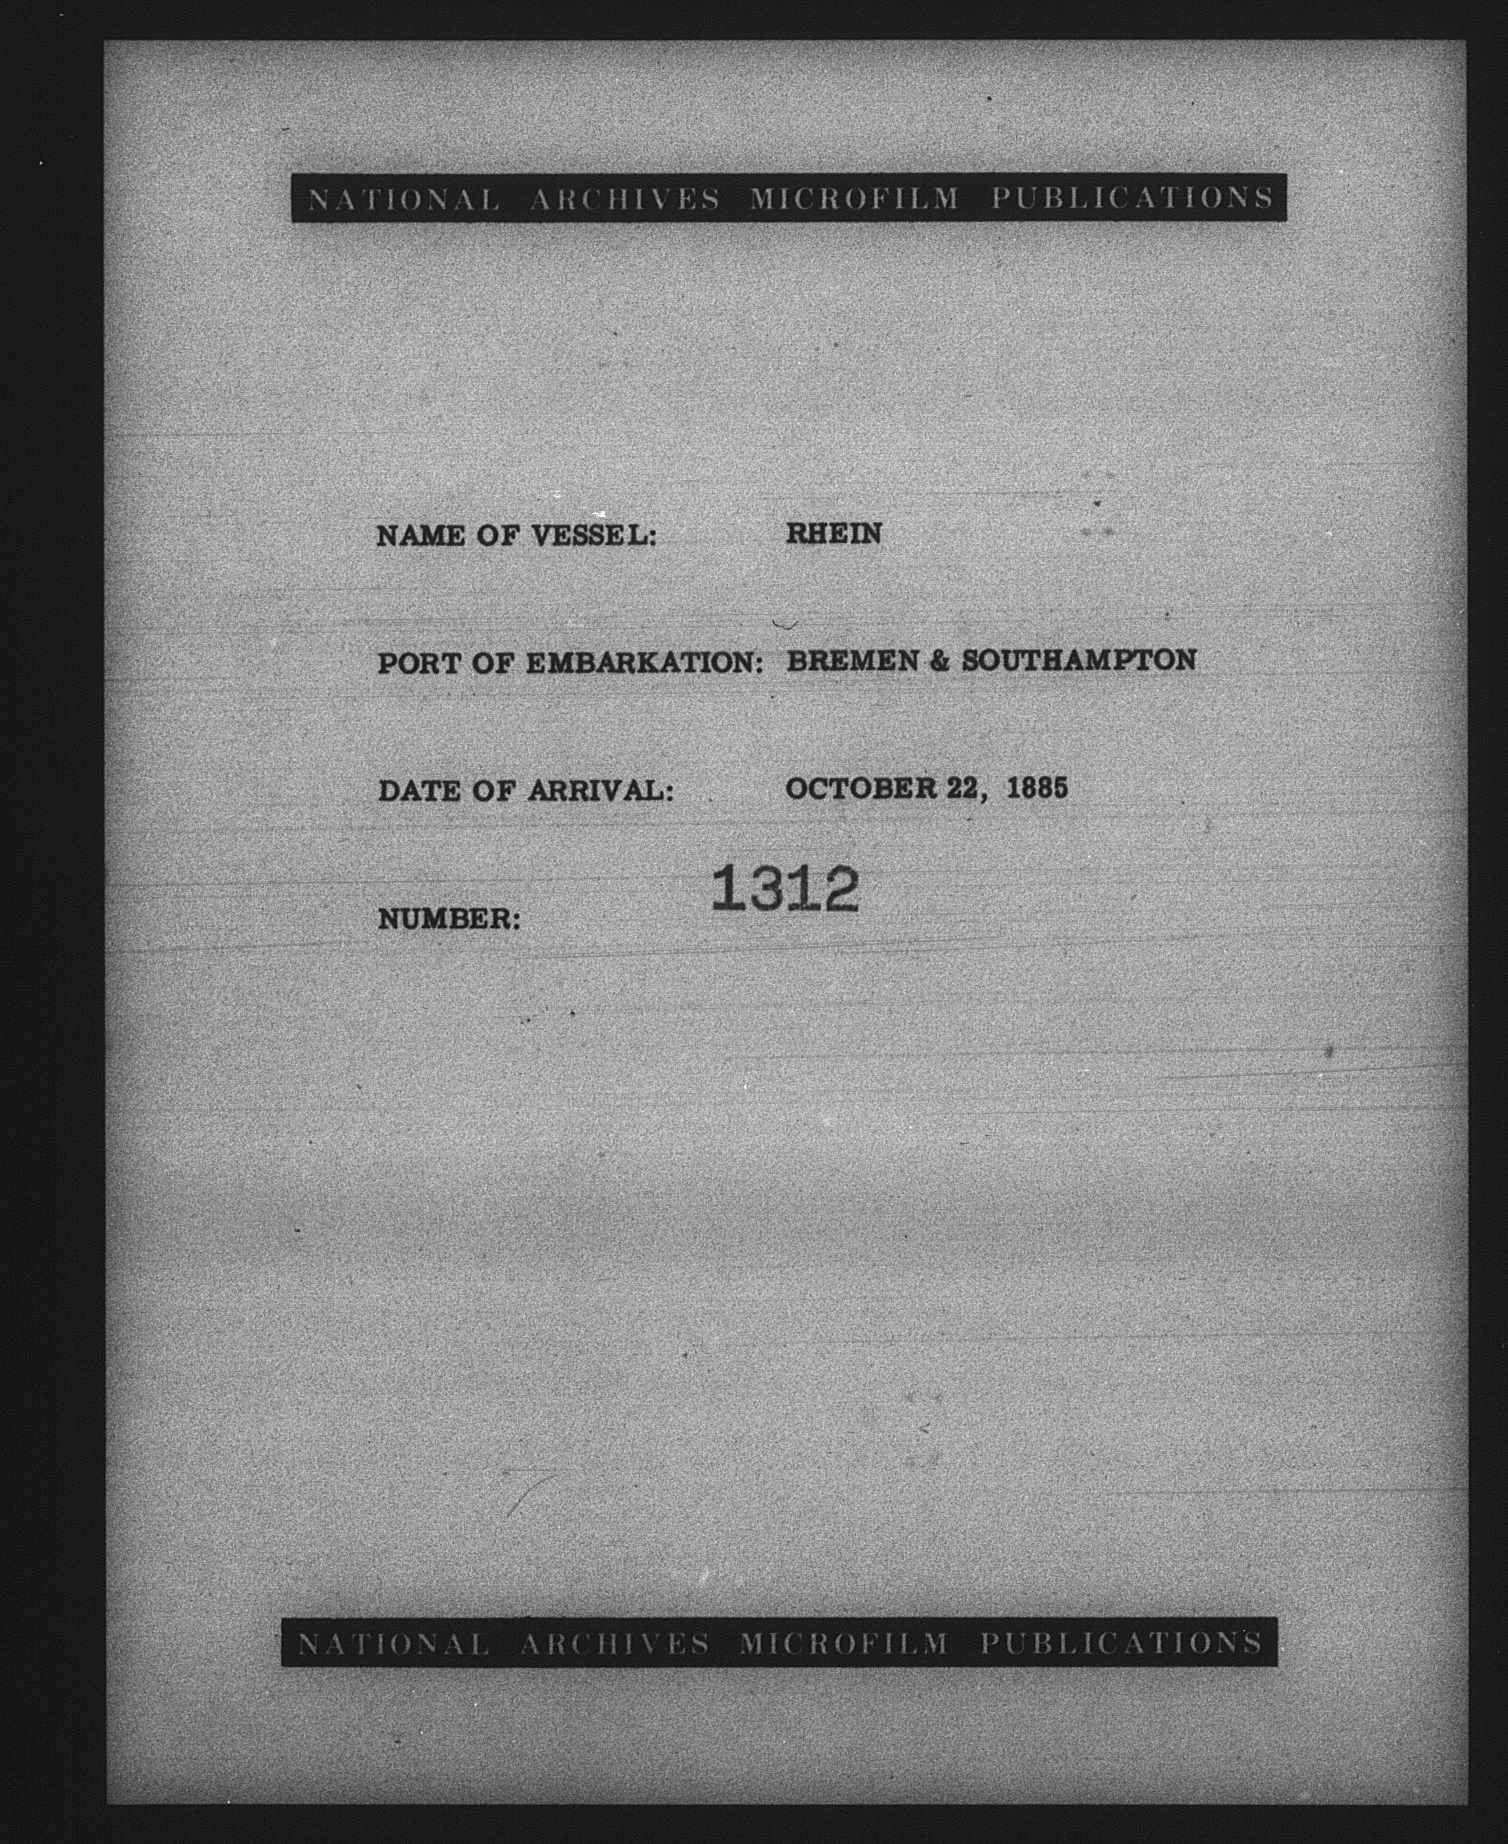 NATIONAL ARCHIVES MICROFILM PUBLICATIONS
NAME OF VESSEL: RHEIN
PORT OF EMBARKATION: BREMEN & SOUTHAMPTON
DATE OF ARRIVAL: OCTOBER 22, 1885
NUMBER: 1312
NATIONAL ARCHIVES MICROFILM PUBLICATIONS